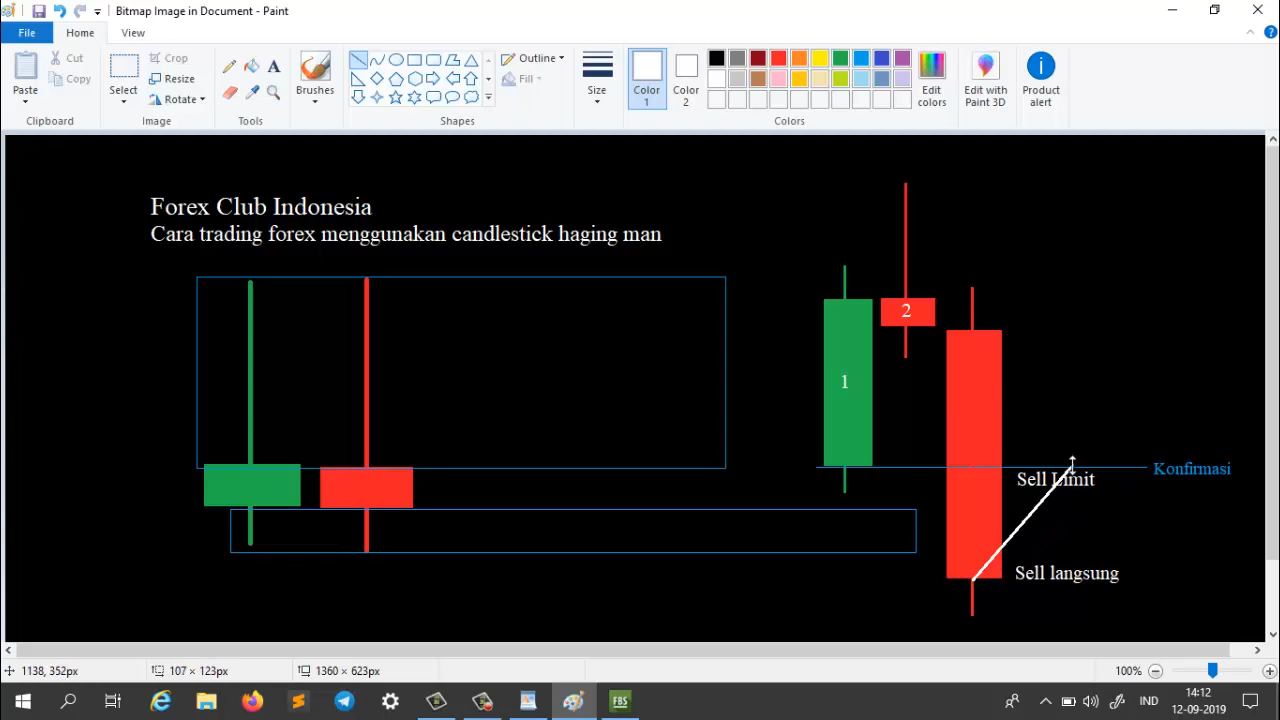 Bitmap Image in Document - Paint
File
Home
View
Paste
Cut
Copy
Clipboard
Select
Crop
Resize
Rotate
Image
Tools
Brushes
Outline
Fill
Shapes
Size
Color
1
Color
2
Edit
colors
Colors
Edit with
Paint 3D
Product
alert
Forex Club Indonesia
Cara trading forex menggunakan candlestick haging man
2
1
Konfirmasi
Sell Limit
Sell langsung
1138, 352px
107 × 123px
1360 × 623px
100%
FBS
IND
14:12
12-09-2019